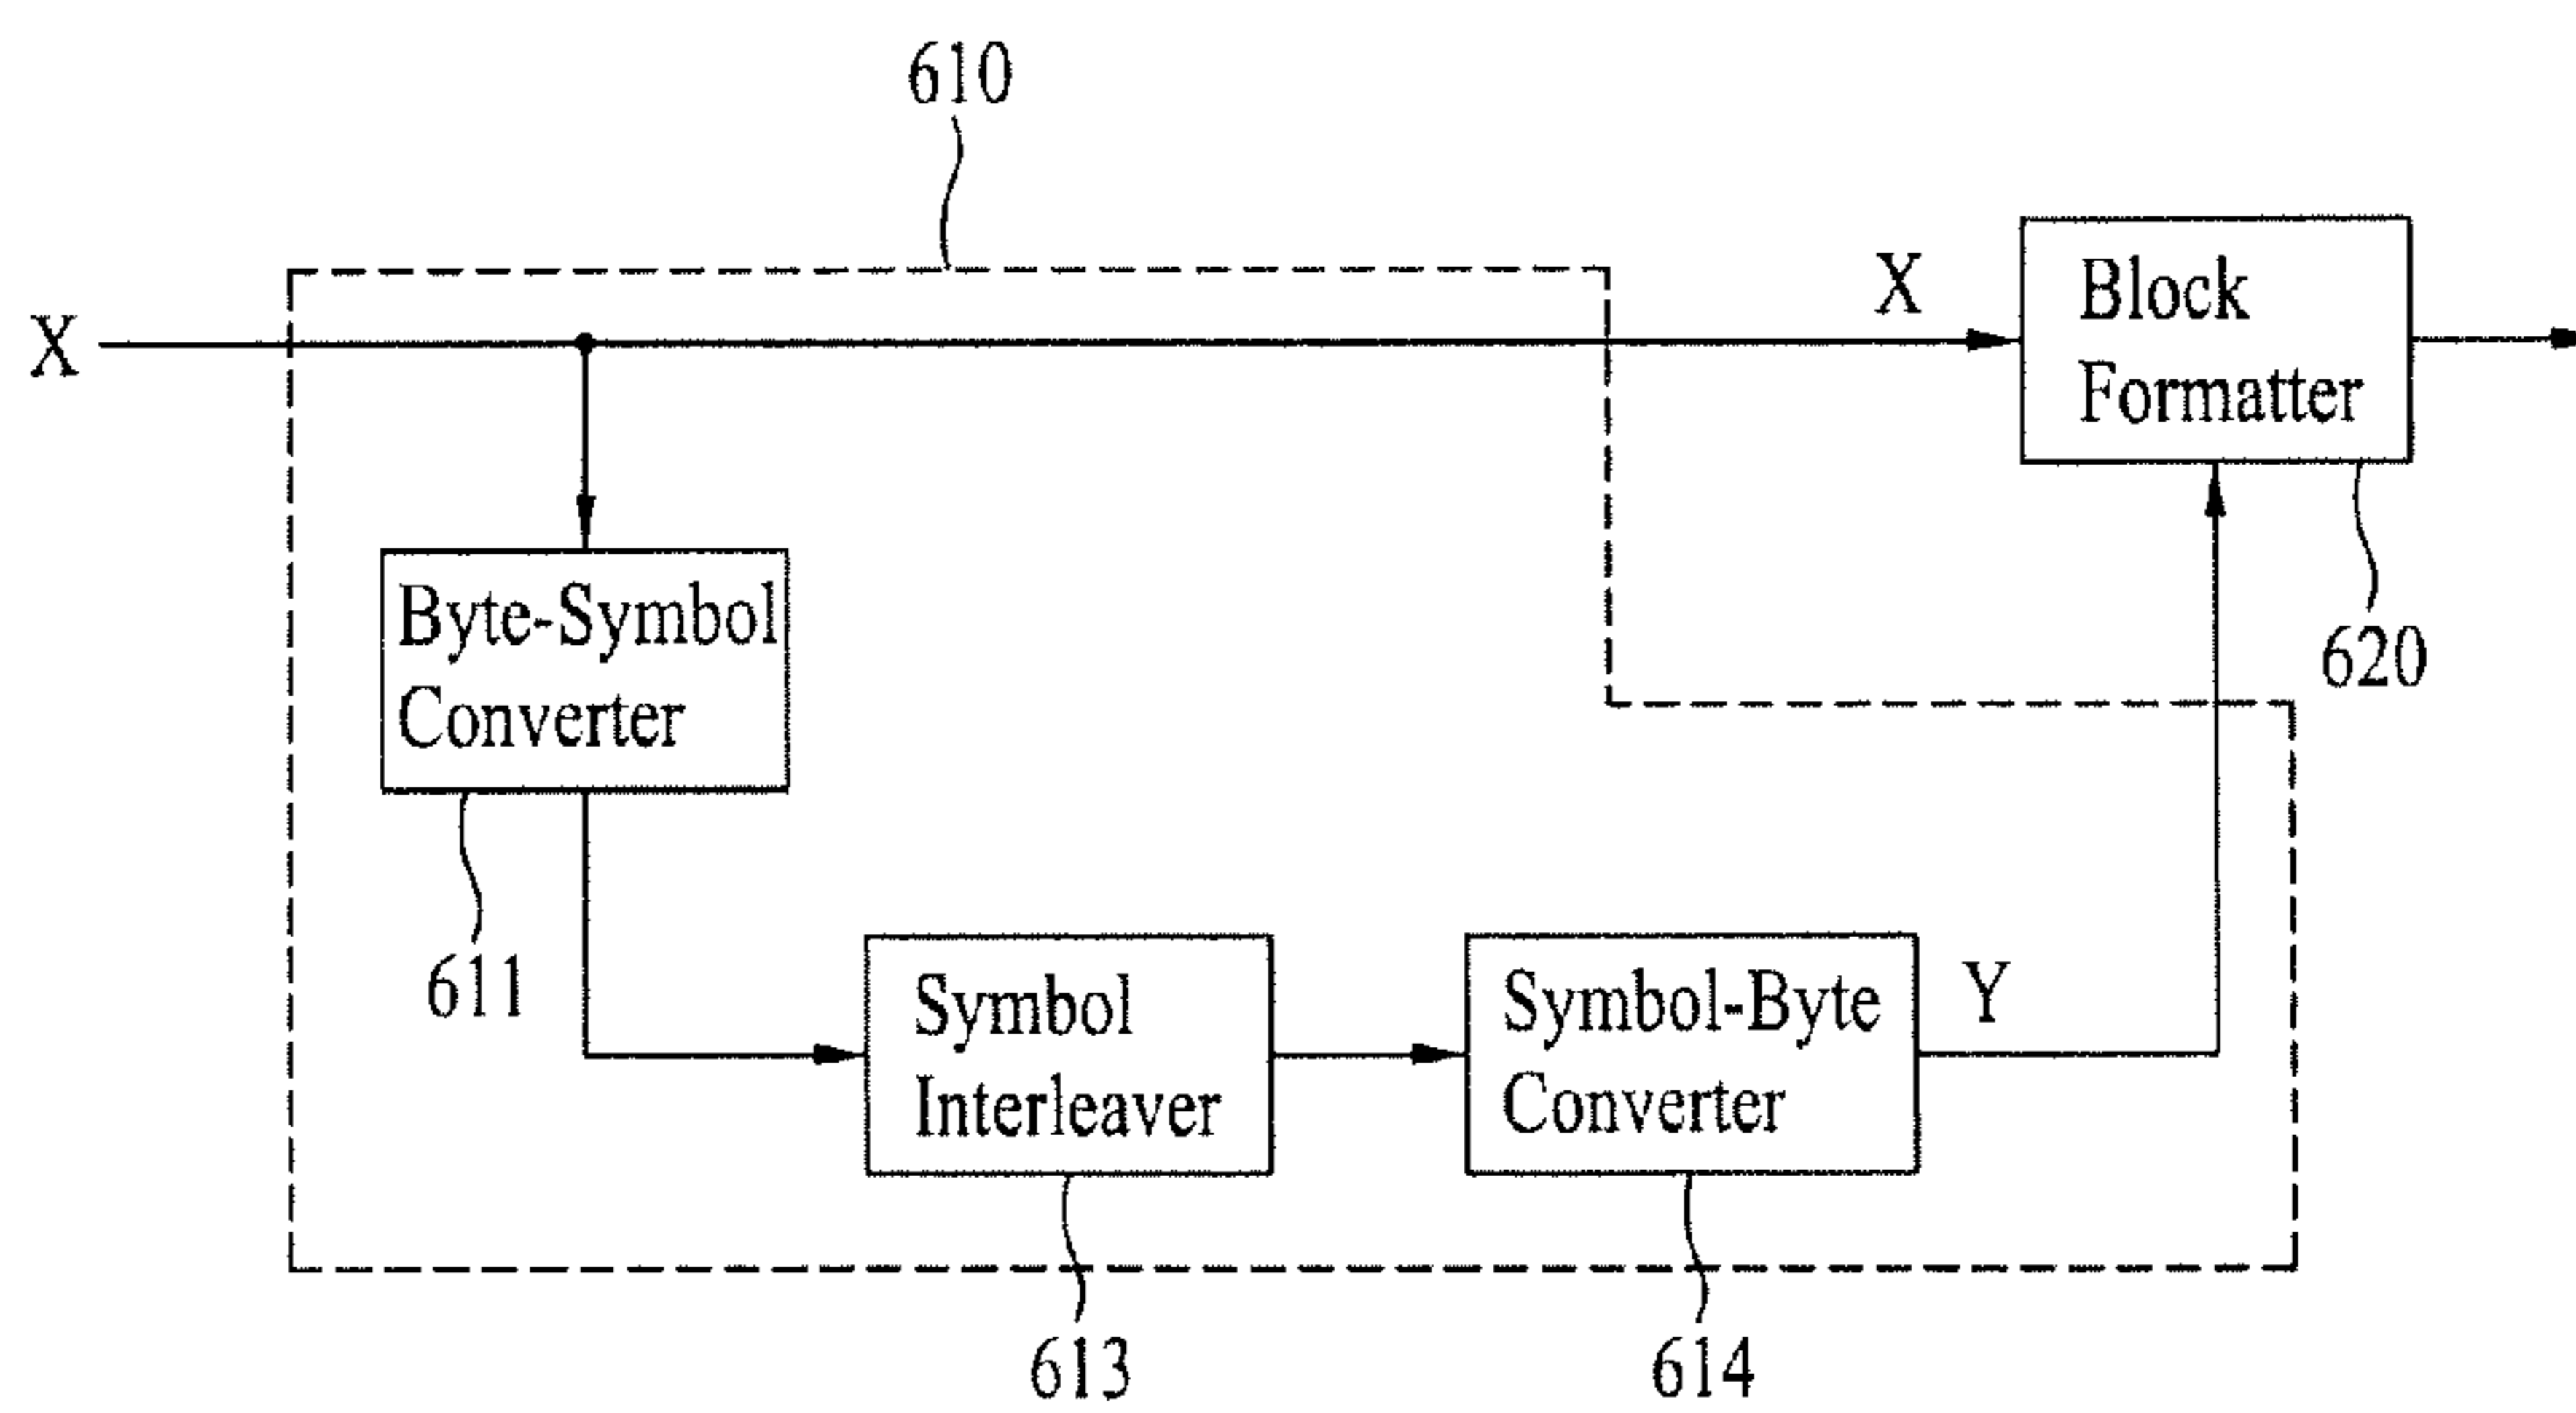 610
X
X
Block
Formatter
Byte-Symbol
Converter
620
611
Symbol
Interleaver
Symbol-Byte
Converter
Y
613
614